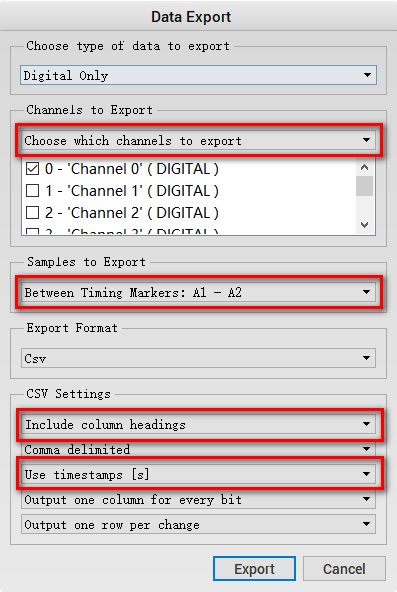 Data Export
Choose type of data to export
Digital Only
Channels to Export
Choose which channels to export
0 - 'Channel 0' ( DIGITAL )
1 - 'Channel 1' ( DIGITAL )
2 - 'Channel 2' ( DIGITAL )
Samples to Export
Between Timing Markers: A1 - A2
Export Format
Csv
CSV Settings
Include column headings
Comma delimited
Use timestamps [s]
Output one column for every bit
Output one row per change
Export
Cancel